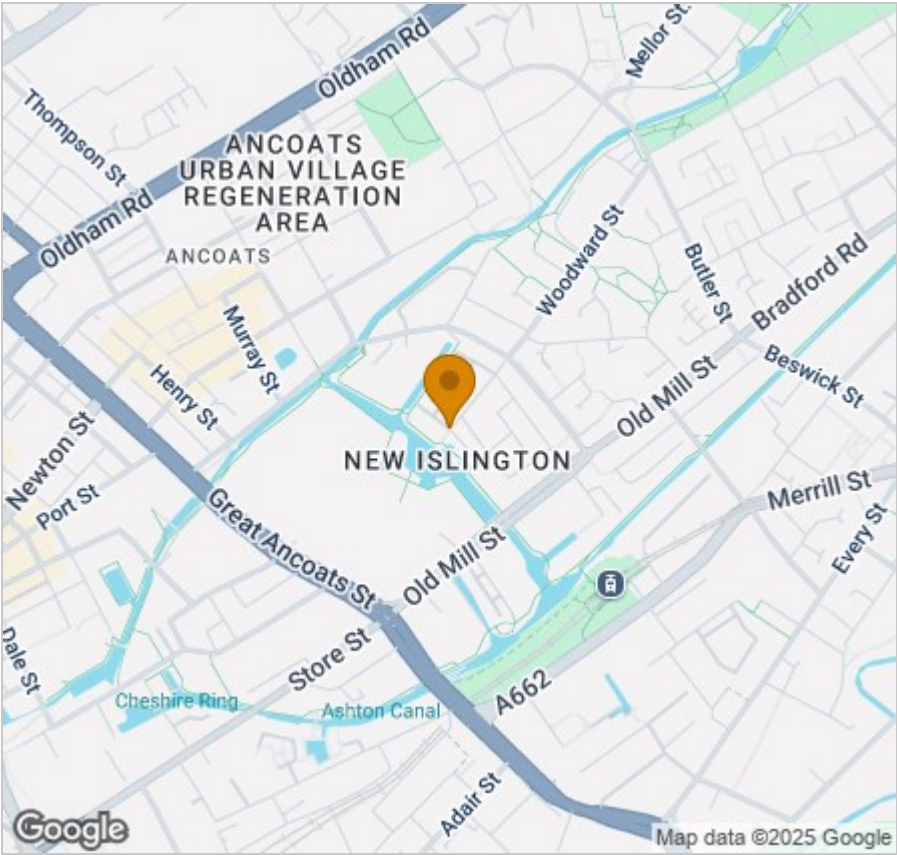 Oldham Rd
Mellor St.
Thompson St
ANCOATS
URBAN VILLAGE
REGENERATION
AREA
Oldham Rd
ANCOATS
Woodward St
Butler St
Bradford Rd
Murray St
Henry St
Beswick St
Old Mill St
Newton St
Port St
NEW ISLINGTON
Merrill St
Great Ancoats St
Every St
Old Mill St
Store St
Dale St
Cheshire Ring
Ashton Canal
A662
Adair St
Google
Map data ©2025 Google